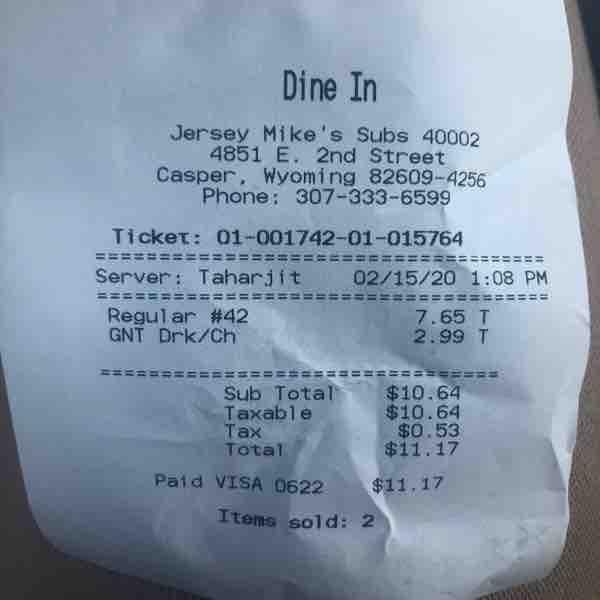 Dine In
Jersey Mike's Subs 40002
4851 E. 2nd Street
Casper, Wyoming 82609-4256
Phone: 307-333-6599
Ticket: 01-001742-01-015764
===========================================
Server: Taharjit 02/15/20 1:08 PM
===========================================
Regular #42 7.65 T
GNT Drk/Ch 2.99 T
======================================
Sub Total $10.64
Taxable $10.64
Tax $0.53
Total $11.17
Paid VISA 0622 $11.17
Items sold: 2